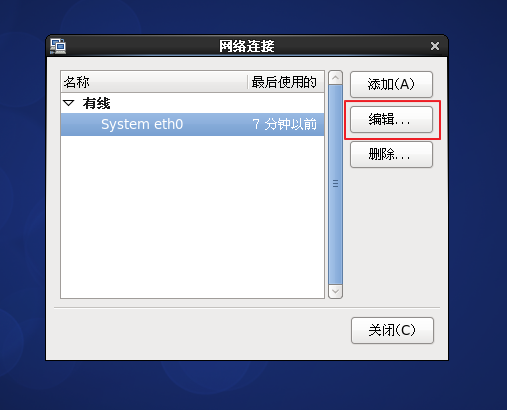 网络连接
名称 最后使用的
有线
System eth0 7 分钟以前
添加(A)
编辑...
删除...
关闭(C)